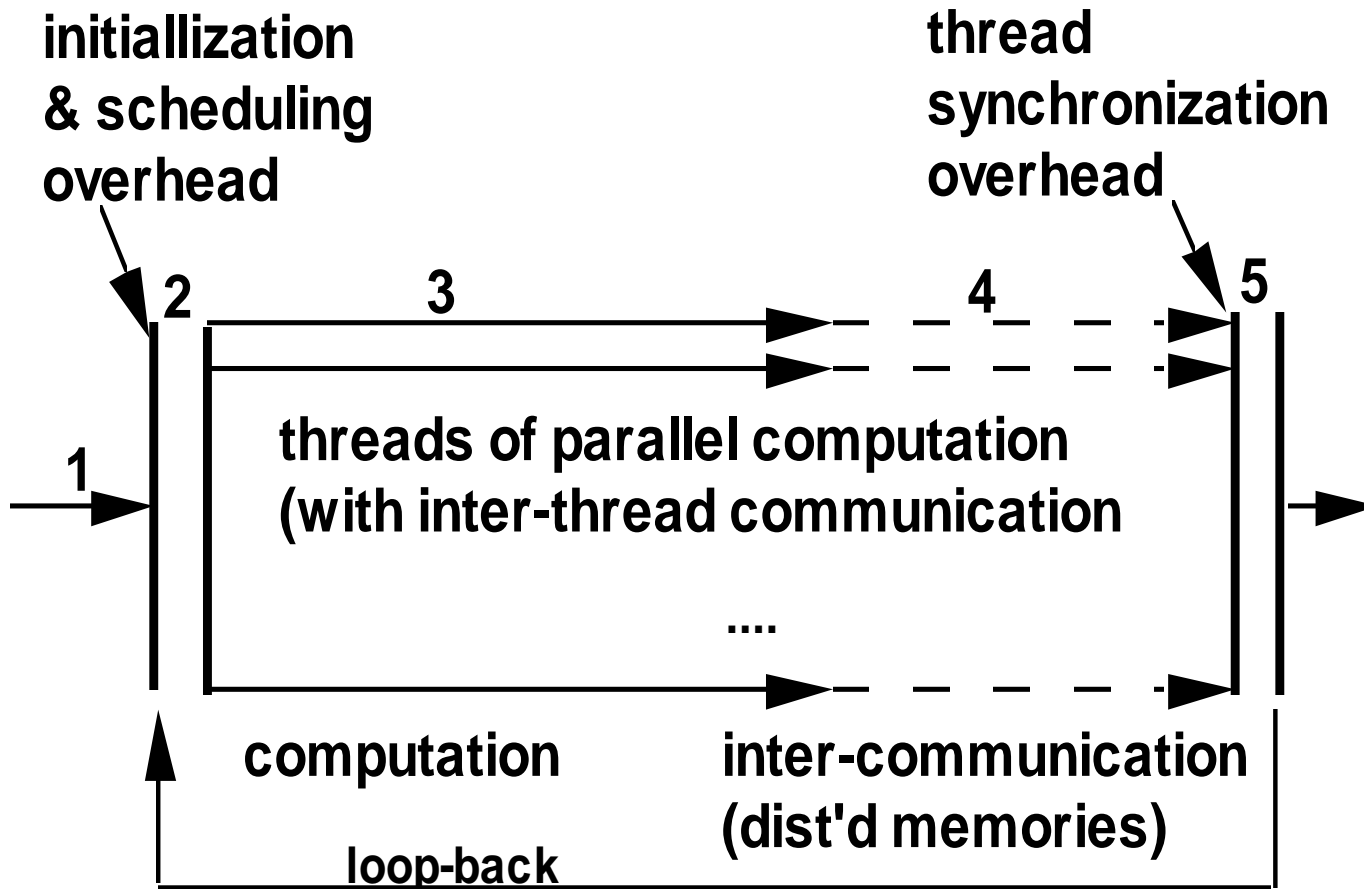 initiallization
& scheduling
overhead
thread
synchronization
overhead
2
3
4
5
1
threads of parallel computation
(with inter-thread communication
....
computation
inter-communication
(dist'd memories)
loop-back